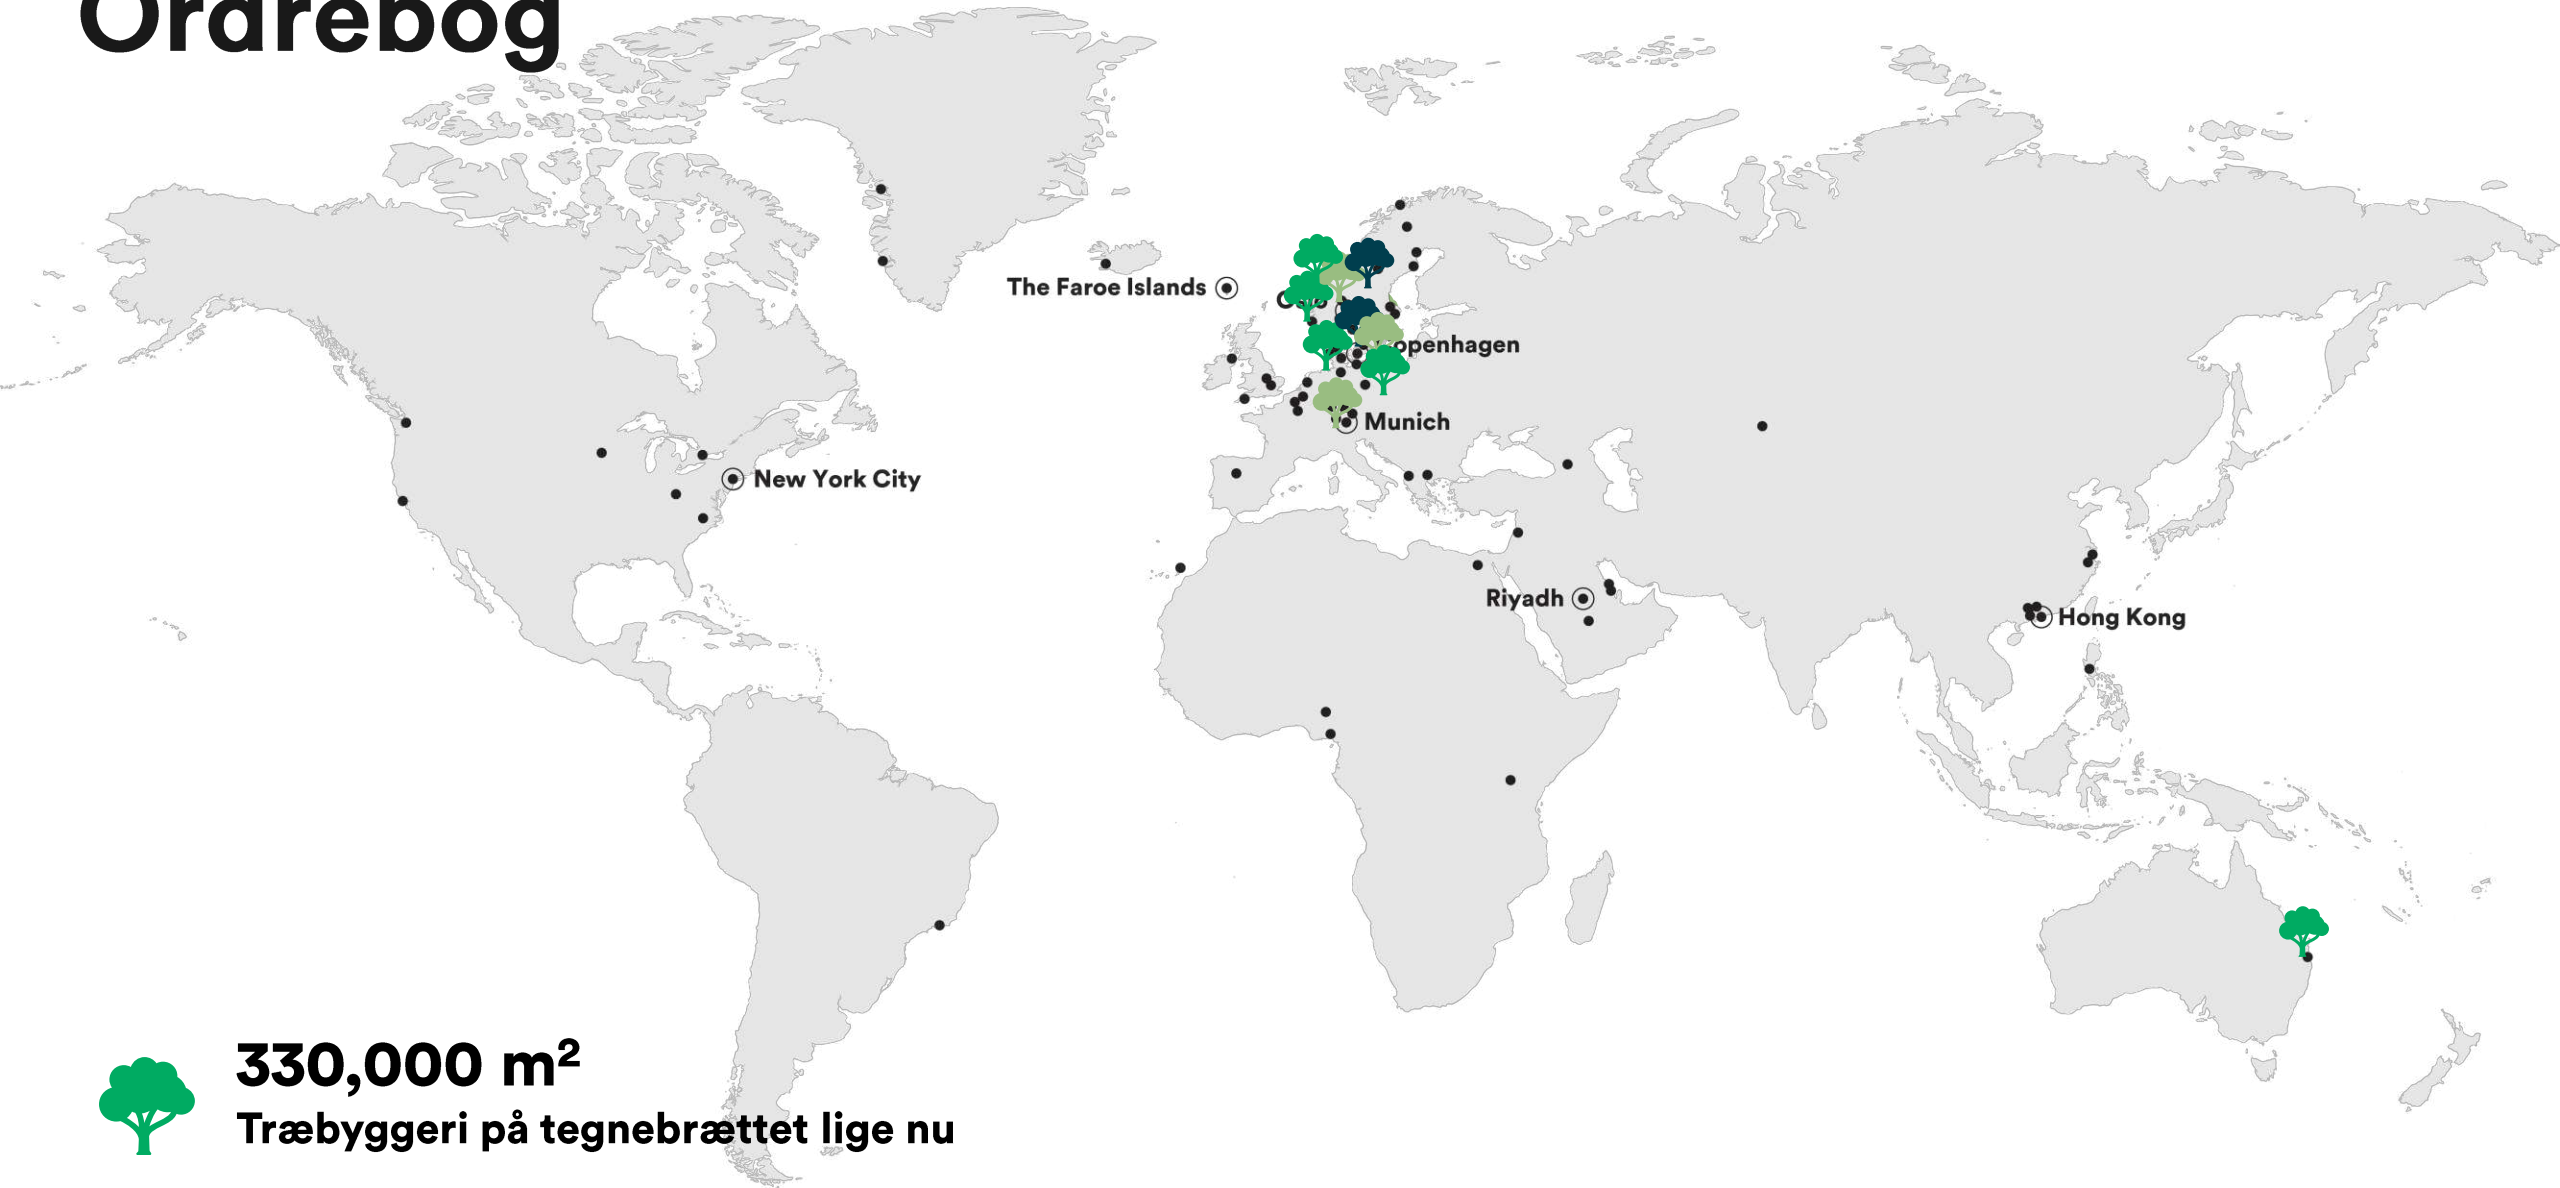 Ordrebog
The Faroe Islands
openhagen
Munich
New York City
Riyadh
Hong Kong
330,000 m²
Træbyggeri på tegnebrættet lige nu